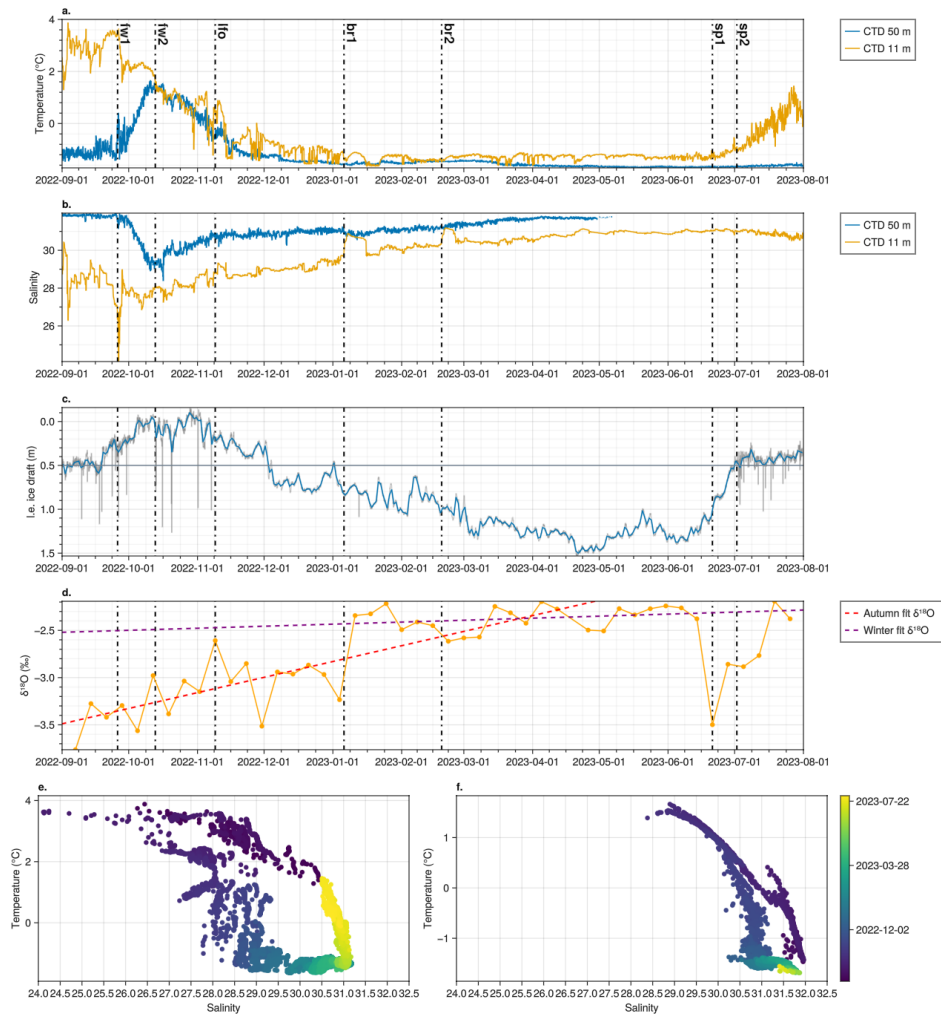 a.
4
2
0
Temperature (°C)
fw1
fw2
lfo
br1
br2
sp1
sp2
CTD 50 m
CTD 11 m
2022-09-01 2022-10-01 2022-11-01 2022-12-01 2023-01-01 2023-02-01 2023-03-01 2023-04-01 2023-05-01 2023-06-01 2023-07-01 2023-08-01
b.
30
28
26
Salinity
CTD 50 m
CTD 11 m
2022-09-01 2022-10-01 2022-11-01 2022-12-01 2023-01-01 2023-02-01 2023-03-01 2023-04-01 2023-05-01 2023-06-01 2023-07-01 2023-08-01
c.
0.0
0.5
1.0
1.5
l.e. ice draft (m)
2022-09-01 2022-10-01 2022-11-01 2022-12-01 2023-01-01 2023-02-01 2023-03-01 2023-04-01 2023-05-01 2023-06-01 2023-07-01 2023-08-01
d.
−2.5
−3.0
−3.5
δ¹⁸O (‰)
Autumn fit δ¹⁸O
Winter fit δ¹⁸O
2022-09-01 2022-10-01 2022-11-01 2022-12-01 2023-01-01 2023-02-01 2023-03-01 2023-04-01 2023-05-01 2023-06-01 2023-07-01 2023-08-01
e.
4
2
0
Temperature (°C)
24.0 24.5 25.0 25.5 26.0 26.5 27.0 27.5 28.0 28.5 29.0 29.5 30.0 30.5 31.0 31.5 32.0 32.5
Salinity
f.
1
0
−1
Temperature (°C)
24.0 24.5 25.0 25.5 26.0 26.5 27.0 27.5 28.0 28.5 29.0 29.5 30.0 30.5 31.0 31.5 32.0 32.5
Salinity
2023-07-22
2023-03-28
2022-12-02